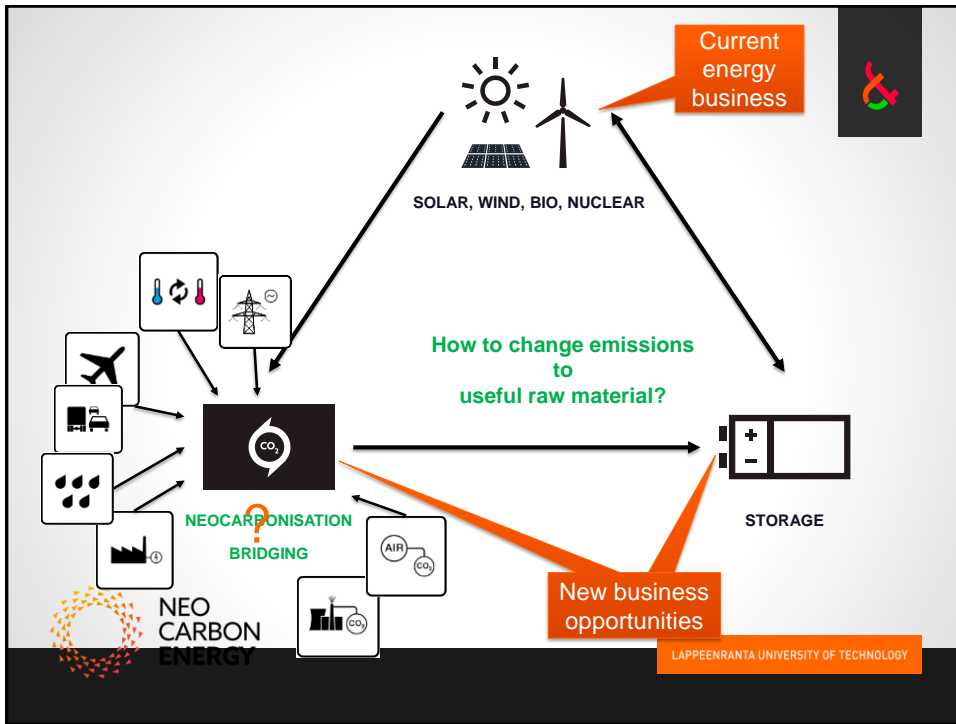 Current
energy
business
&
SOLAR, WIND, BIO, NUCLEAR
~
How to change emissions
to
useful raw material?
CO2
+
−
NEOCARBONISATION
?
BRIDGING
STORAGE
AIR
CO2
CO2
New business
opportunities
NEO
CARBON
ENERGY
LAPPEENRANTA UNIVERSITY OF TECHNOLOGY